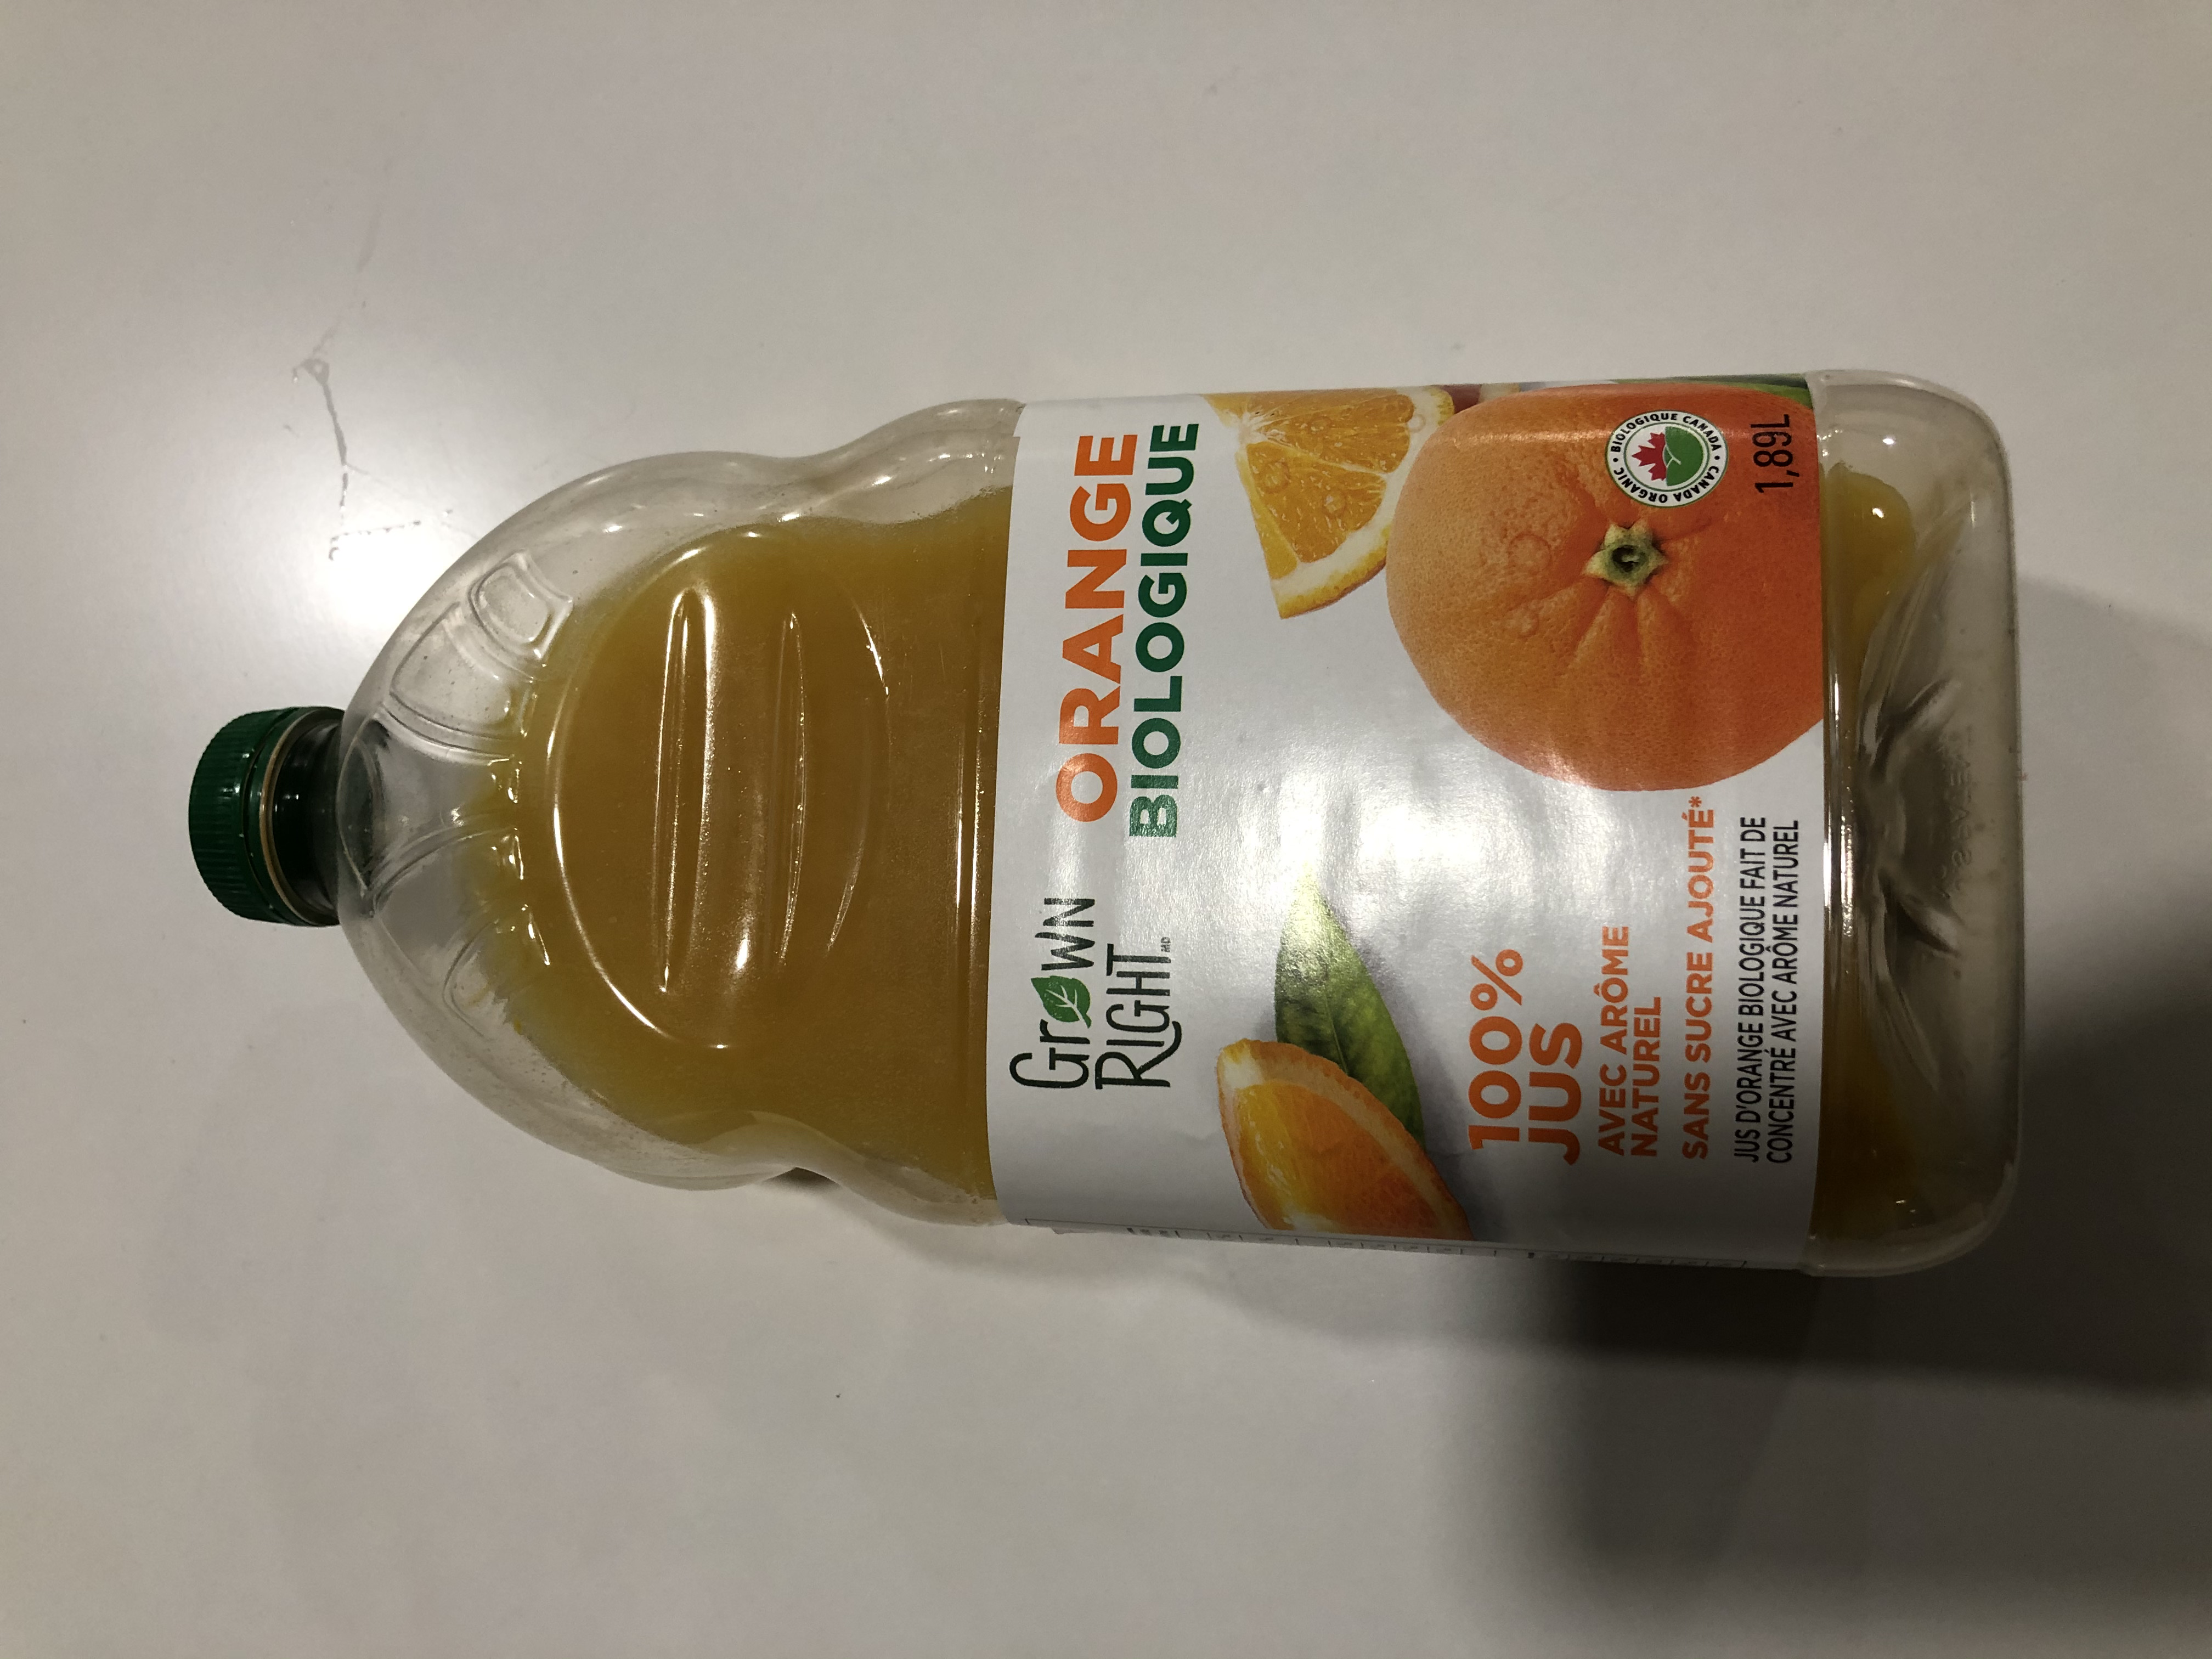 GrOWN
RIGHT MD
ORANGE
BIOLOGIQUE
100%
JUS
AVEC ARÔME
NATUREL
SANS SUCRE AJOUTÉ*
JUS D'ORANGE BIOLOGIQUE FAIT DE
CONCENTRÉ AVEC ARÔME NATUREL
CANADA ORGANIC • BIOLOGIQUE CANADA •
1,89L